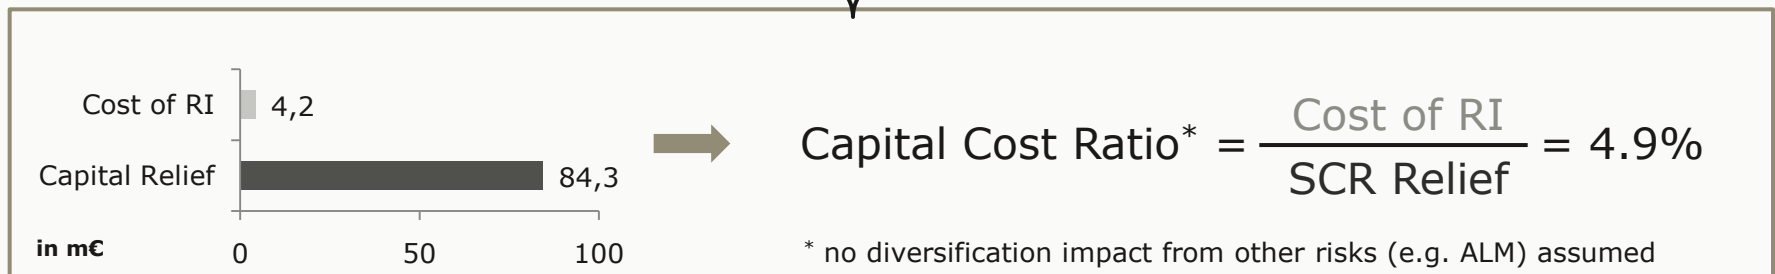 Cost of RI 4,2
Capital Relief 84,3
in m€ 0 50 100
Capital Cost Ratio* = Cost of RI / SCR Relief = 4.9%
* no diversification impact from other risks (e.g. ALM) assumed